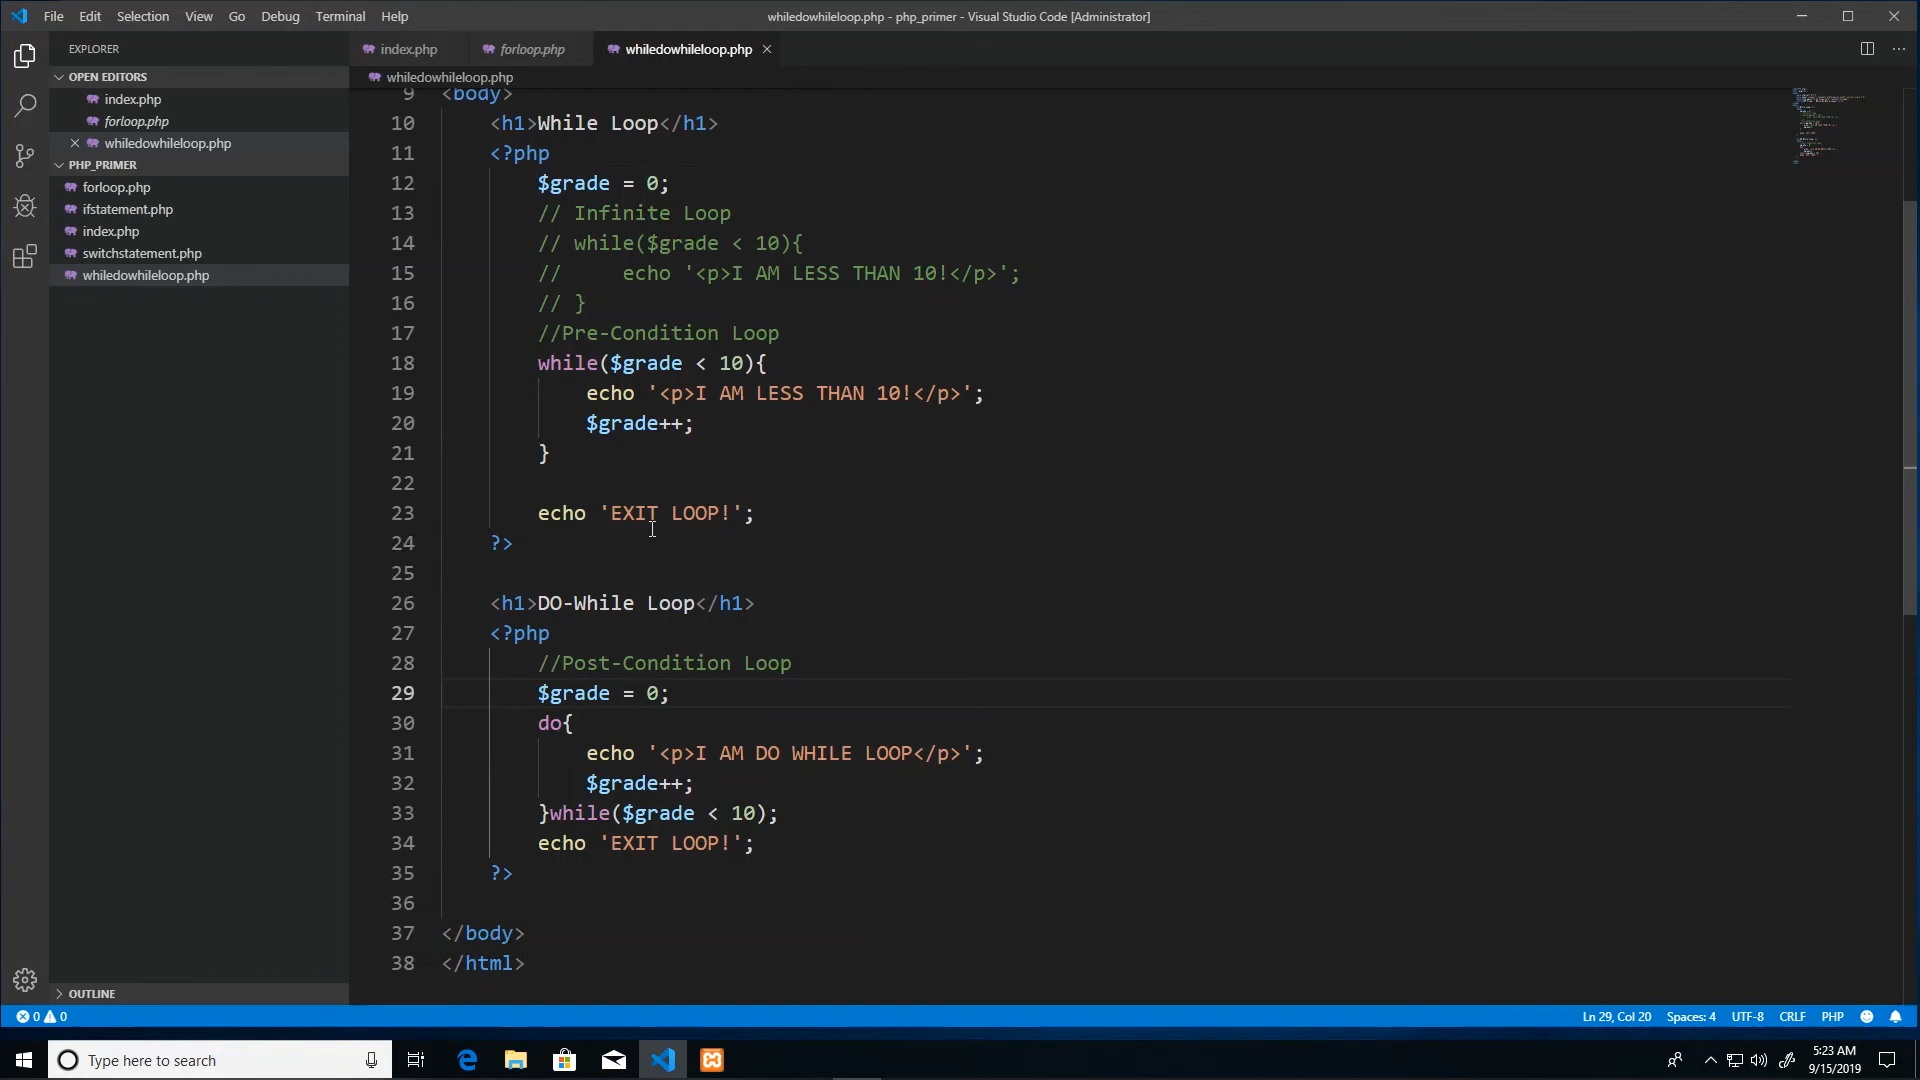 File Edit Selection View Go Debug Terminal Help
whiledowhileloop.php - php_primer - Visual Studio Code [Administrator]
EXPLORER
OPEN EDITORS
index.php
forloop.php
whiledowhileloop.php
PHP_PRIMER
forloop.php
ifstatement.php
index.php
switchstatement.php
whiledowhileloop.php
OUTLINE
index.php forloop.php whiledowhileloop.php
whiledowhileloop.php
9 <body>
10 <h1>While Loop</h1>
11 <?php
12 $grade = 0;
13 // Infinite Loop
14 // while($grade < 10){
15 // echo '<p>I AM LESS THAN 10!</p>';
16 // }
17 //Pre-Condition Loop
18 while($grade < 10){
19 echo '<p>I AM LESS THAN 10!</p>';
20 $grade++;
21 }
22
23 echo 'EXIT LOOP!';
24 ?>
25
26 <h1>DO-While Loop</h1>
27 <?php
28 //Post-Condition Loop
29 $grade = 0;
30 do{
31 echo '<p>I AM DO WHILE LOOP</p>';
32 $grade++;
33 }while($grade < 10);
34 echo 'EXIT LOOP!';
35 ?>
36
37 </body>
38 </html>
0 0 Ln 29, Col 20 Spaces: 4 UTF-8 CRLF PHP
Type here to search
5:23 AM
9/15/2019